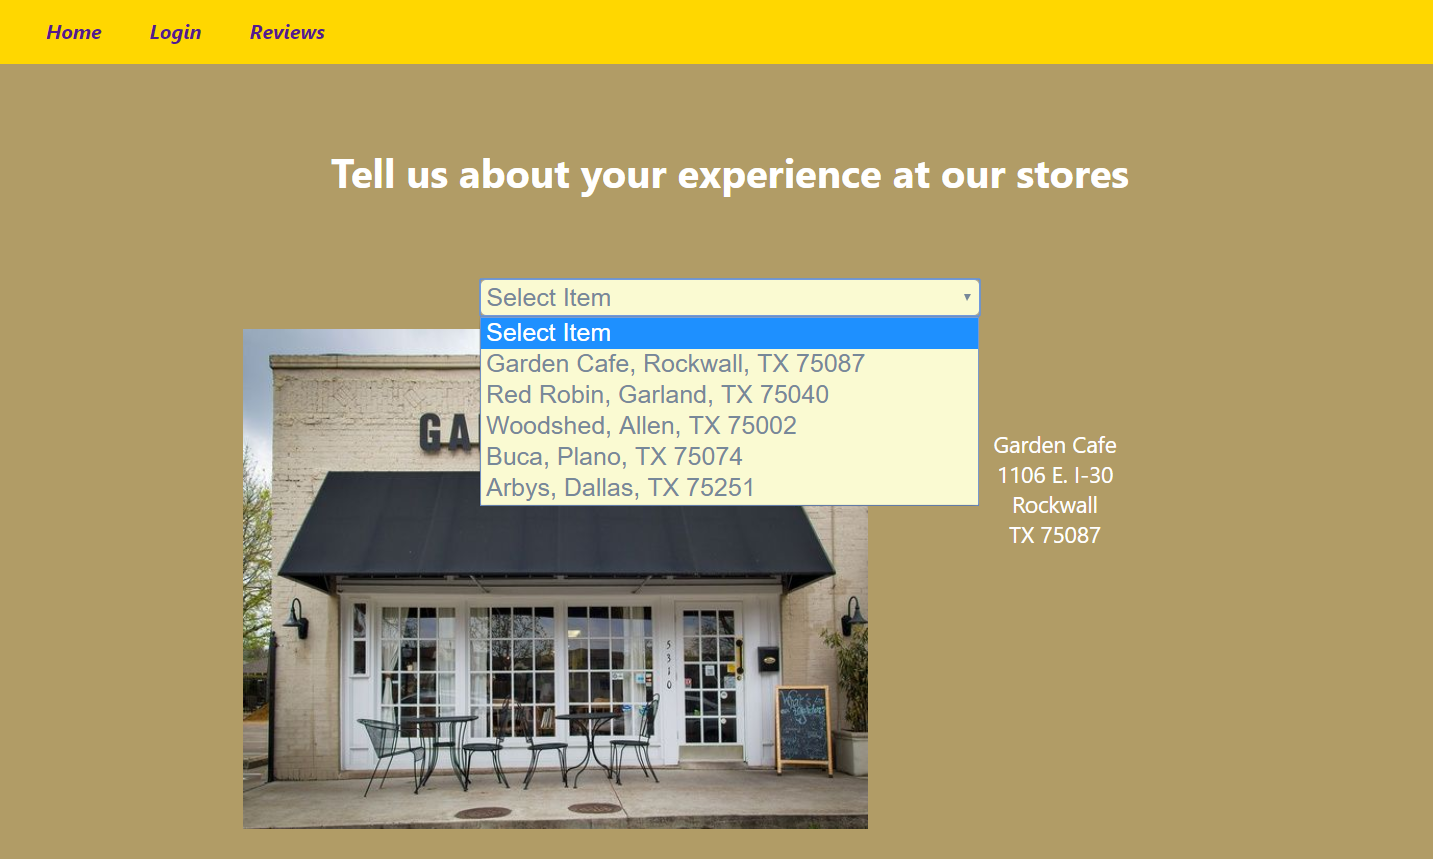 Home Login Reviews
Tell us about your experience at our stores
Select Item
Select Item
Garden Cafe, Rockwall, TX 75087
Red Robin, Garland, TX 75040
Woodshed, Allen, TX 75002
Buca, Plano, TX 75074
Arbys, Dallas, TX 75251
GA
Garden Cafe
1106 E. I-30
Rockwall
TX 75087
5310
What's in